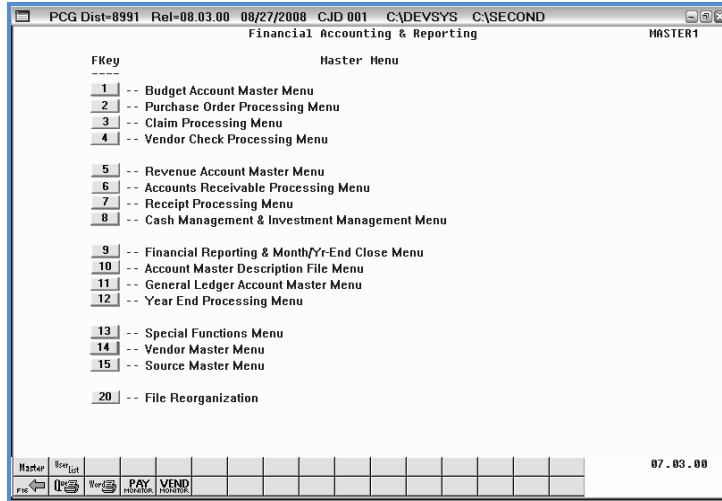 PCG Dist=8991 Rel=08.03.00 08/27/2008 CJD 001 C:\DEVSYS C:\SECOND
Financial Accounting & Reporting MASTER1
FKey Master Menu
----
1 -- Budget Account Master Menu
2 -- Purchase Order Processing Menu
3 -- Claim Processing Menu
4 -- Vendor Check Processing Menu
5 -- Revenue Account Master Menu
6 -- Accounts Receivable Processing Menu
7 -- Receipt Processing Menu
8 -- Cash Management & Investment Management Menu
9 -- Financial Reporting & Month/Yr-End Close Menu
10 -- Account Master Description File Menu
11 -- General Ledger Account Master Menu
12 -- Year End Processing Menu
13 -- Special Functions Menu
14 -- Vendor Master Menu
15 -- Source Master Menu
20 -- File Reorganization
Master User List 07.03.00
F16 Que Word PAY MONITOR VEND MONITOR